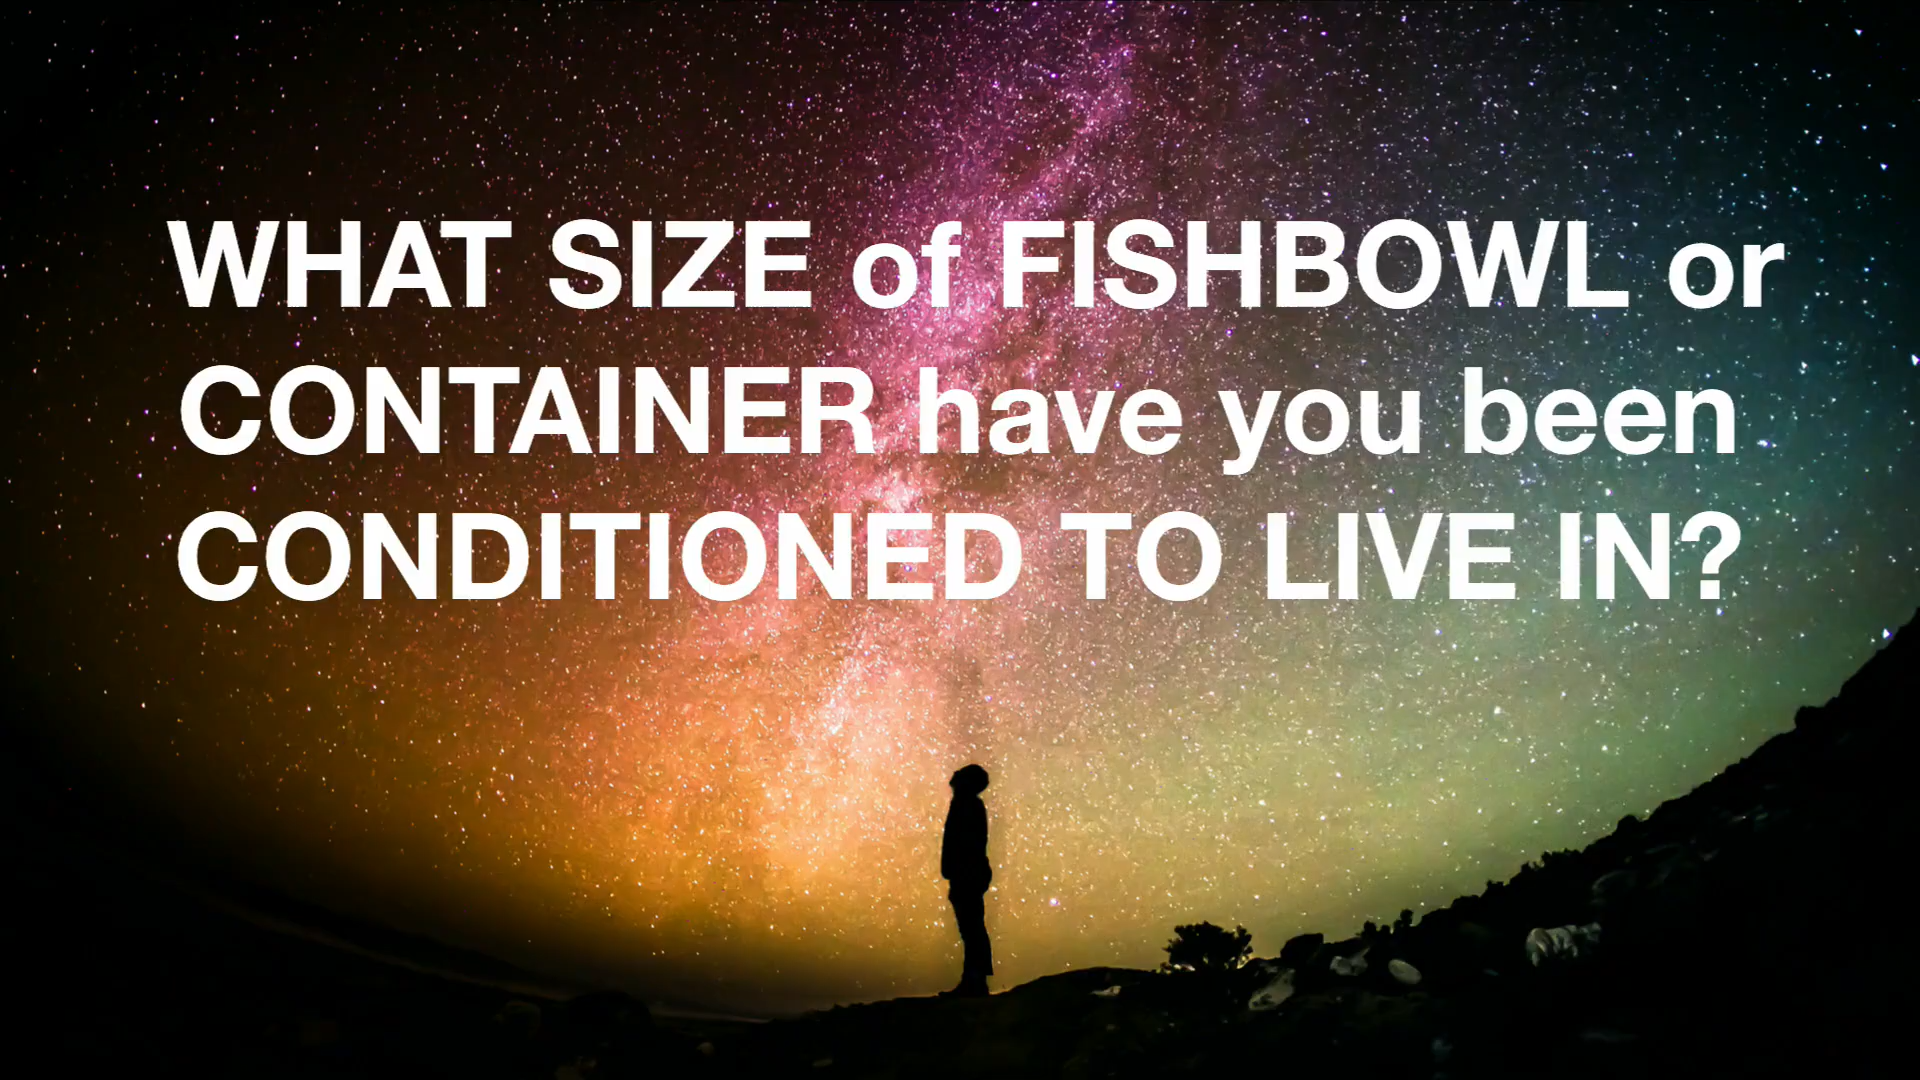 WHAT SIZE of FISHBOWL or
CONTAINER have you been
CONDITIONED TO LIVE IN?